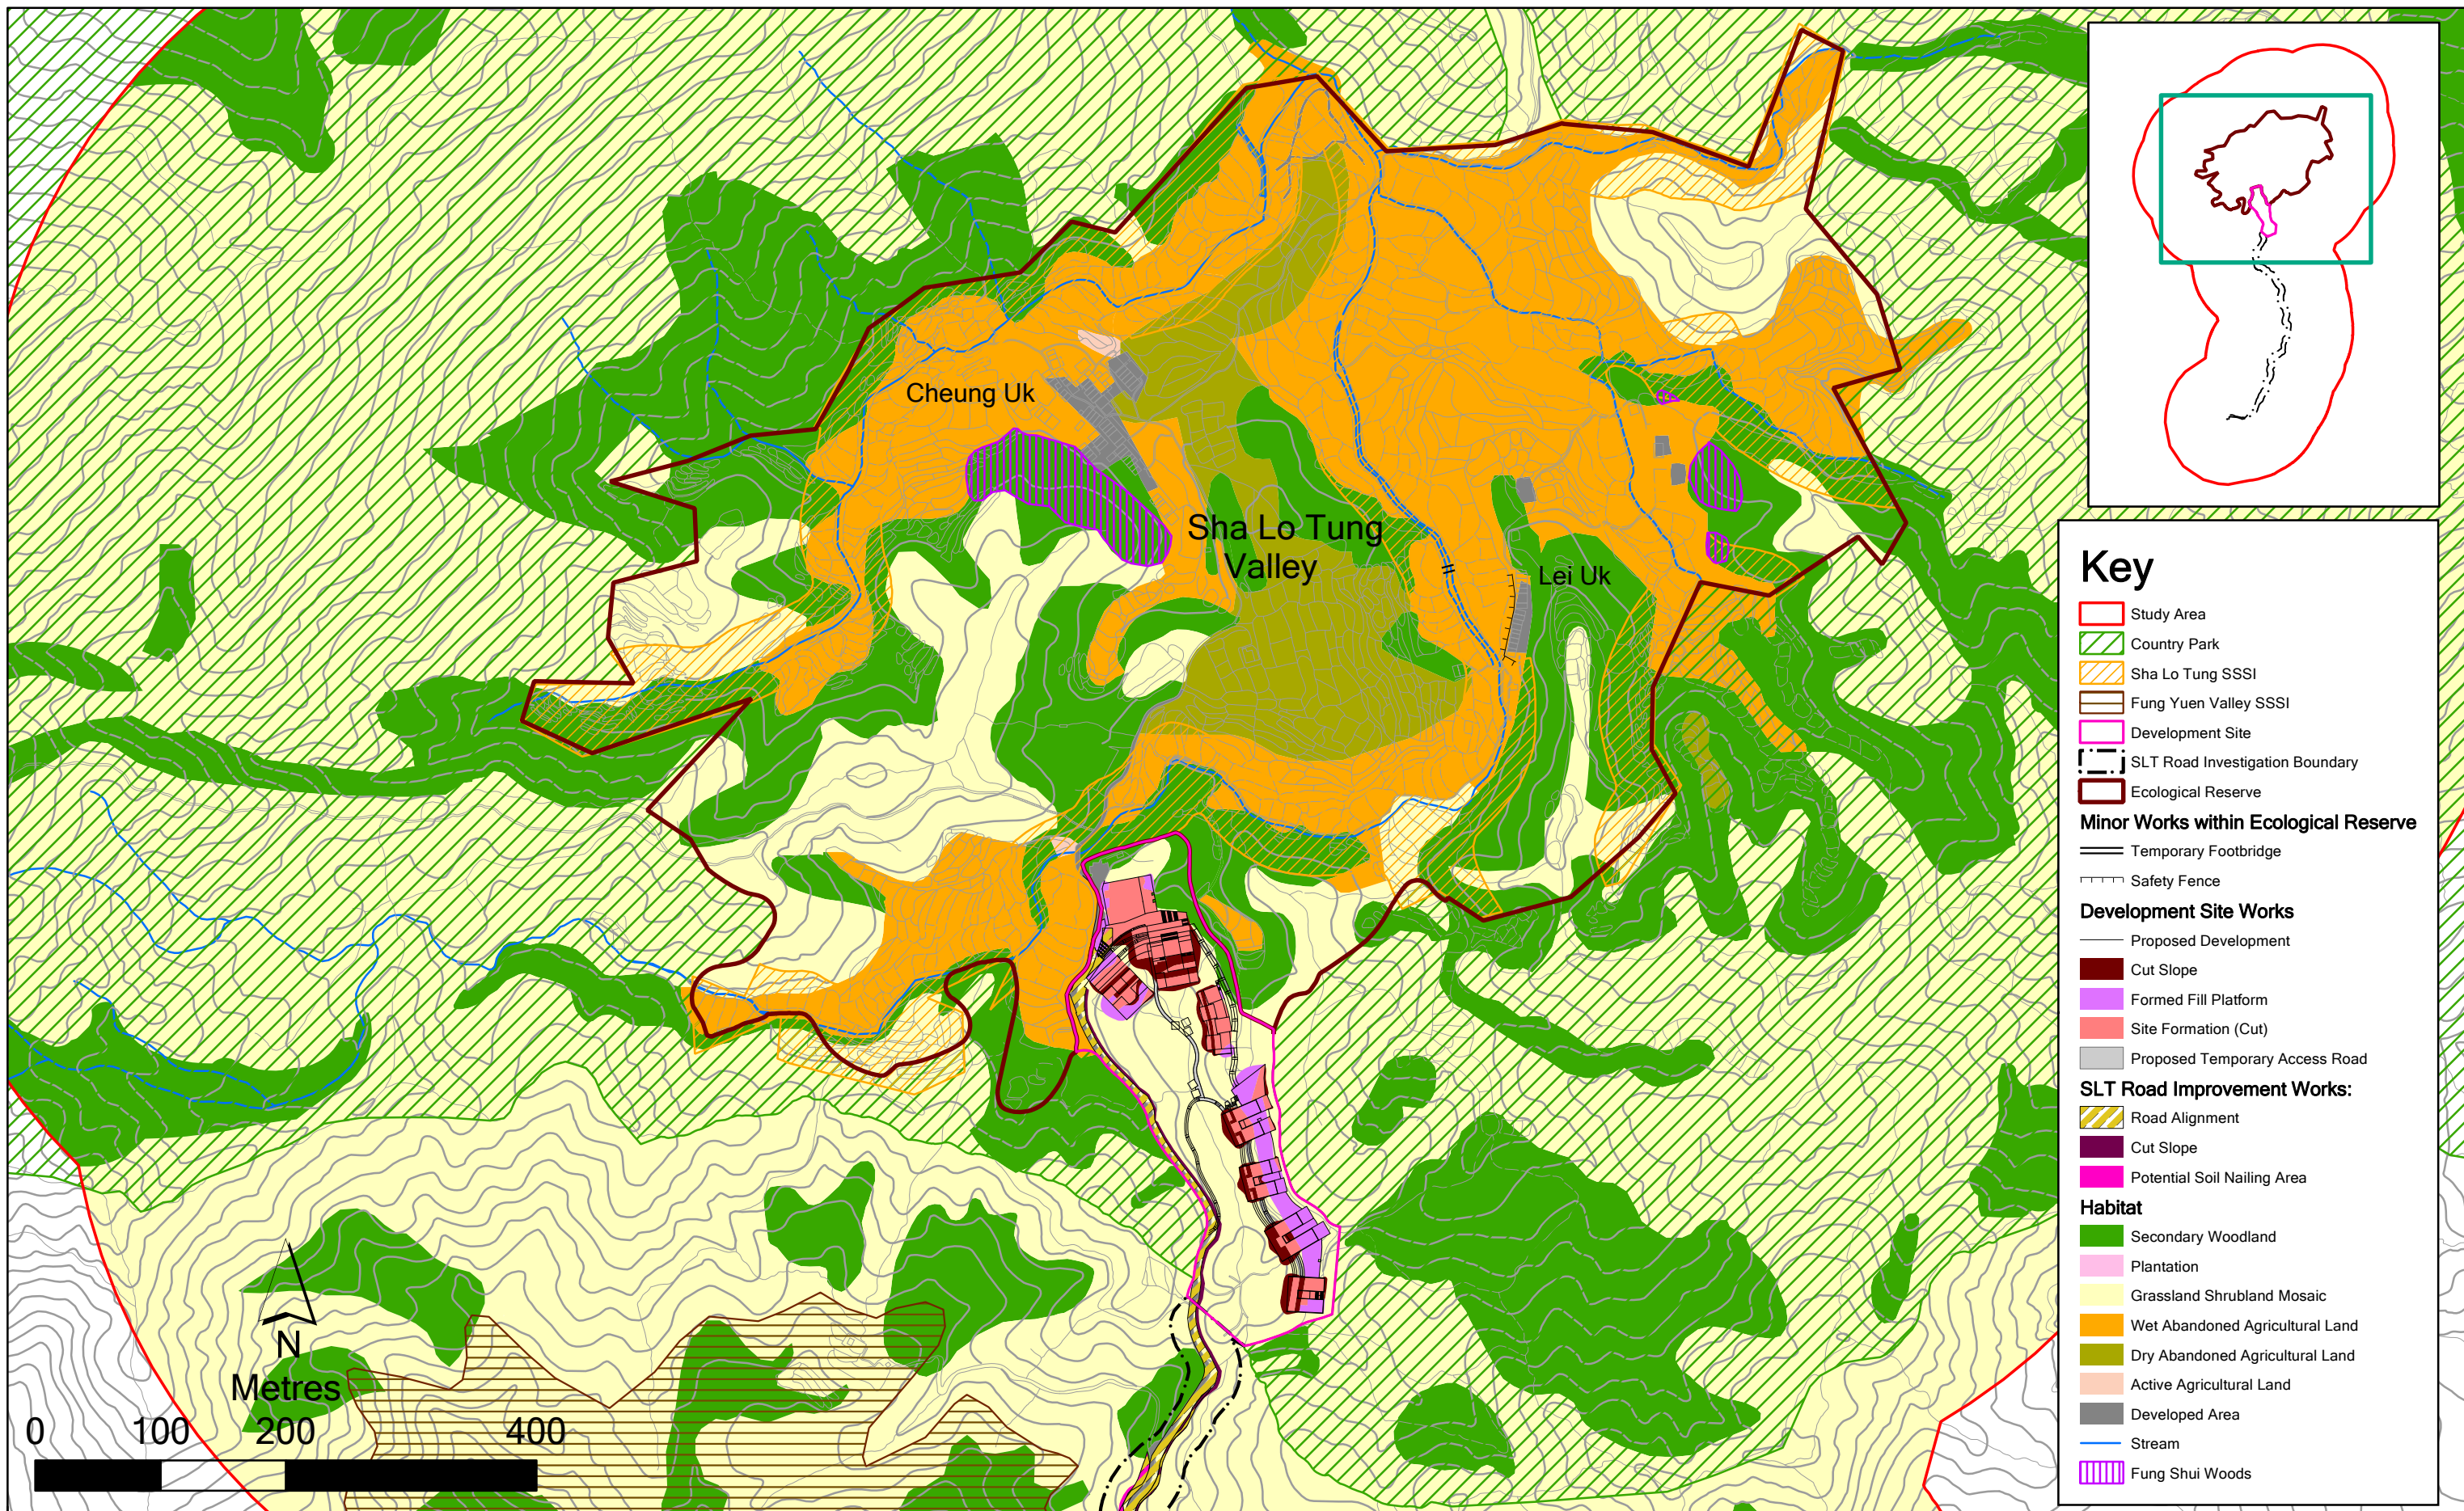 Cheung Uk
Sha Lo Tung
Valley
Lei Uk
N
Metres
0 100 200 400
Key
Study Area
Country Park
Sha Lo Tung SSSI
Fung Yuen Valley SSSI
Development Site
SLT Road Investigation Boundary
Ecological Reserve
Minor Works within Ecological Reserve
Temporary Footbridge
Safety Fence
Development Site Works
Proposed Development
Cut Slope
Formed Fill Platform
Site Formation (Cut)
Proposed Temporary Access Road
SLT Road Improvement Works:
Road Alignment
Cut Slope
Potential Soil Nailing Area
Habitat
Secondary Woodland
Plantation
Grassland Shrubland Mosaic
Wet Abandoned Agricultural Land
Dry Abandoned Agricultural Land
Active Agricultural Land
Developed Area
Stream
Fung Shui Woods